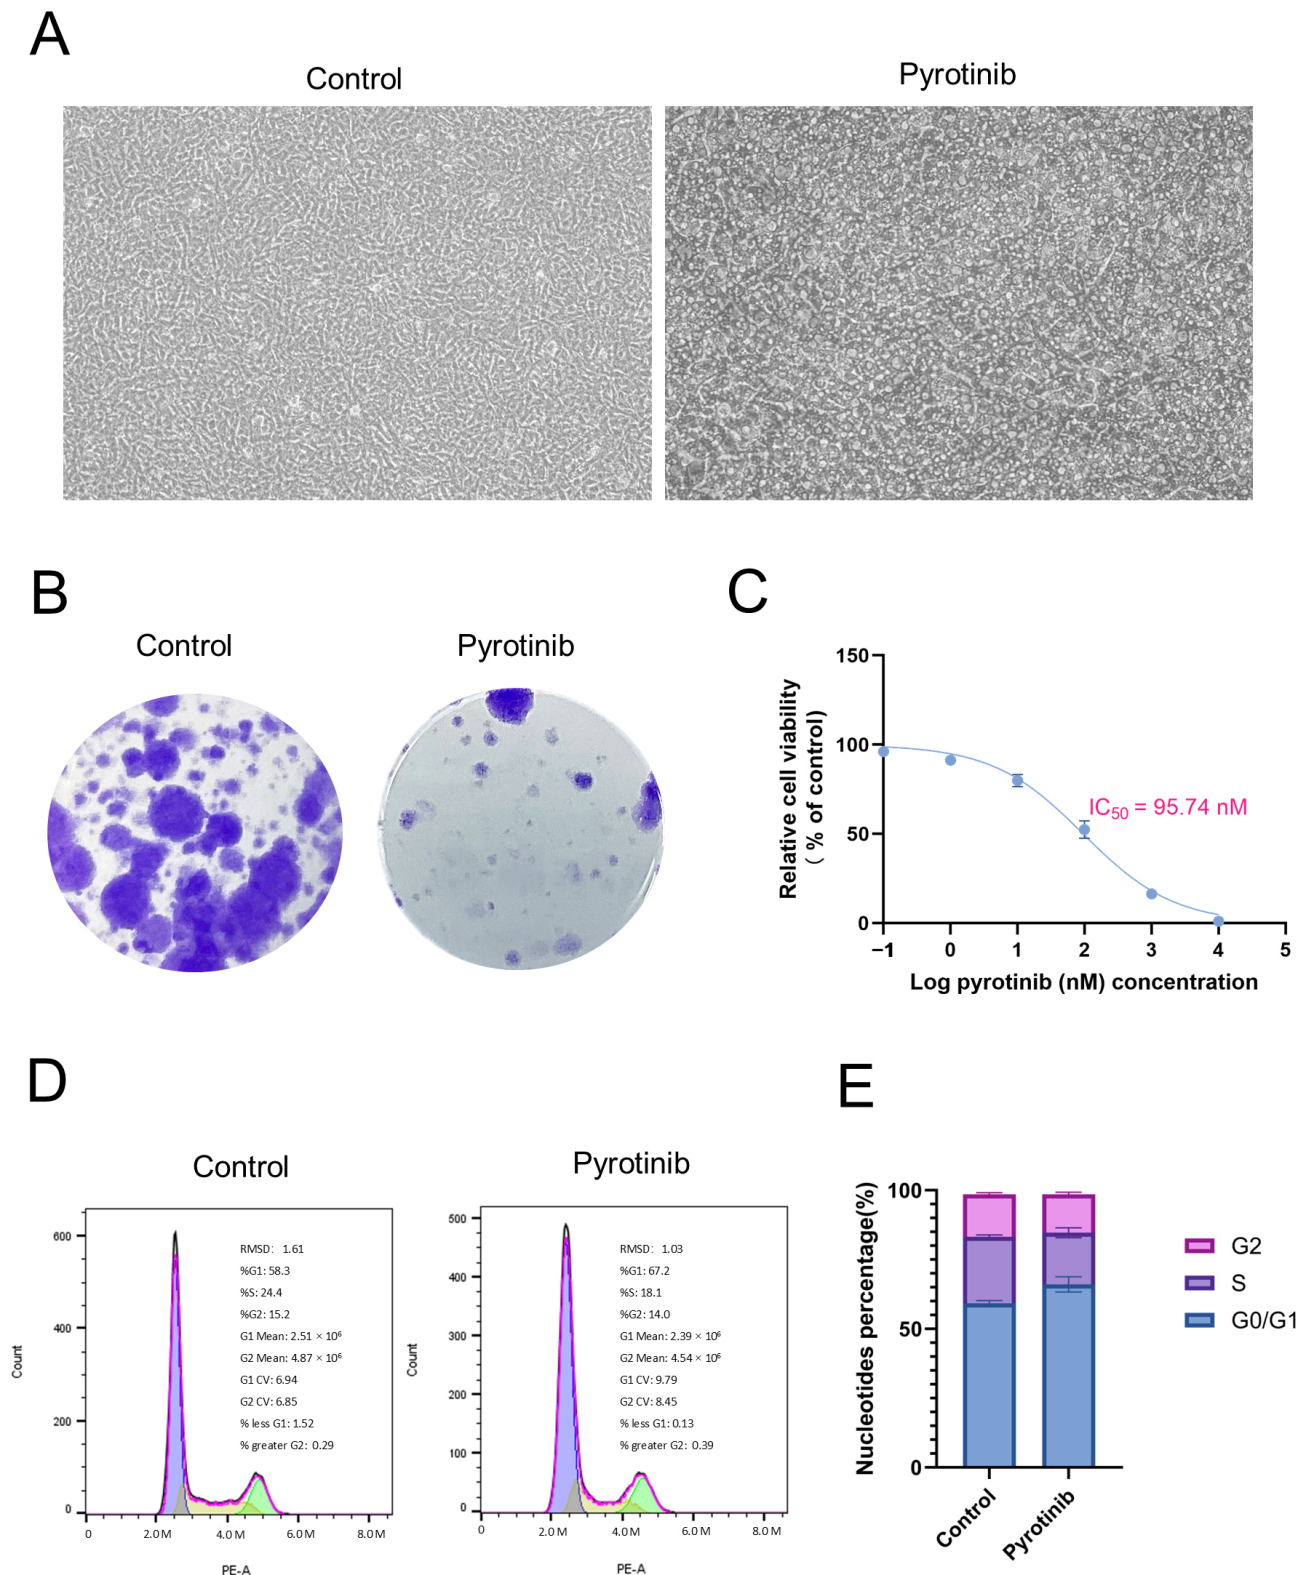 A
Control
Pyrotinib
B
Control
Pyrotinib
C
150
100
50
0
Relative cell viability
( % of control)
IC50 = 95.74 nM
−1 0 1 2 3 4 5
Log pyrotinib (nM) concentration
D
Control
600
400
200
0
Count
RMSD: 1.61
%G1: 58.3
%S: 24.4
%G2: 15.2
G1 Mean: 2.51 × 10⁶
G2 Mean: 4.87 × 10⁶
G1 CV: 6.94
G2 CV: 6.85
% less G1: 1.52
% greater G2: 0.29
0 2.0 M 4.0 M 6.0 M 8.0 M
PE-A
Pyrotinib
500
400
300
200
100
0
Count
RMSD: 1.03
%G1: 67.2
%S: 18.1
%G2: 14.0
G1 Mean: 2.39 × 10⁶
G2 Mean: 4.54 × 10⁶
G1 CV: 9.79
G2 CV: 8.45
% less G1: 0.13
% greater G2: 0.39
0 2.0 M 4.0 M 6.0 M 8.0 M
PE-A
E
100
50
0
Nucleotides percentage(%)
Control
Pyrotinib
G2
S
G0/G1